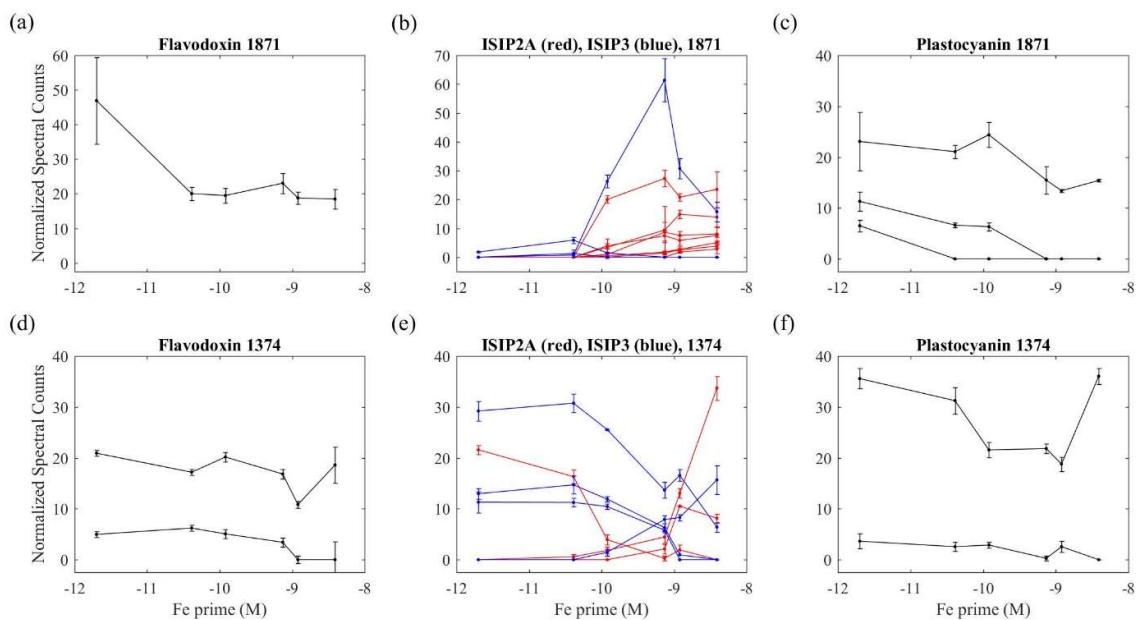 (a) (b) (c)
Flavodoxin 1871 ISIP2A (red), ISIP3 (blue), 1871 Plastocyanin 1871
Normalized Spectral Counts
60
50
40
30
20
10
0
-12 -11 -10 -9 -8
70
60
50
40
30
20
10
0
-12 -11 -10 -9 -8
40
30
20
10
0
-12 -11 -10 -9 -8
(d) (e) (f)
Flavodoxin 1374 ISIP2A (red), ISIP3 (blue), 1374 Plastocyanin 1374
Normalized Spectral Counts
40
30
20
10
0
-12 -11 -10 -9 -8
Fe prime (M)
40
30
20
10
0
-12 -11 -10 -9 -8
Fe prime (M)
40
30
20
10
0
-12 -11 -10 -9 -8
Fe prime (M)